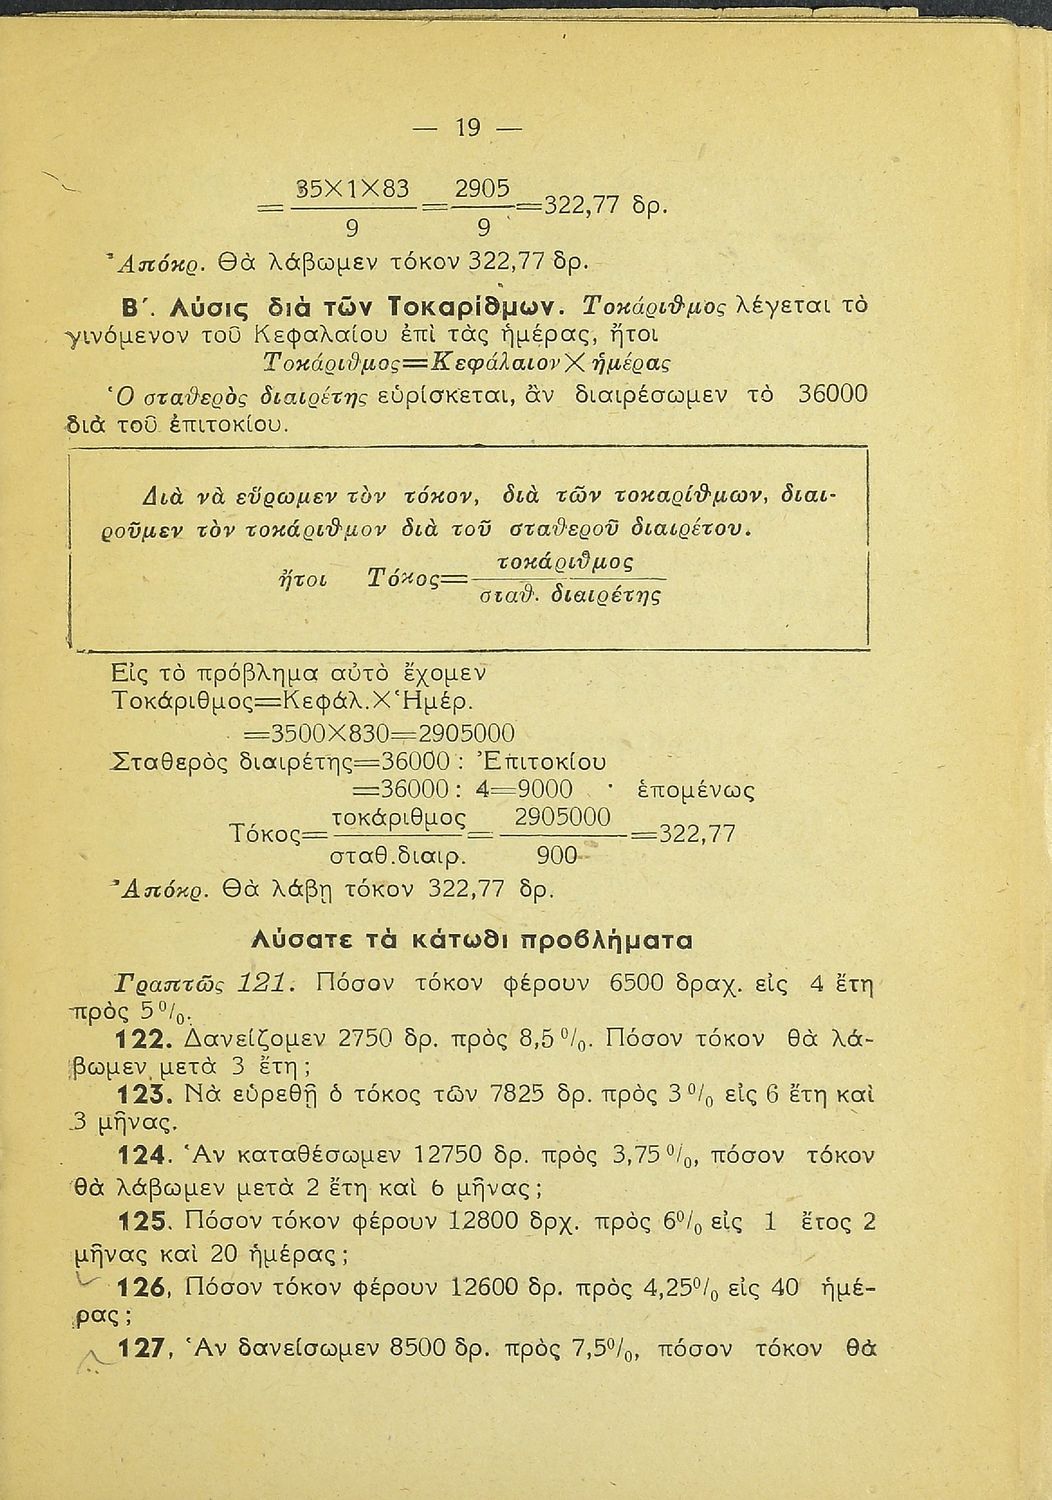 — 19 —
= 35X1X83 / 9 = 2905 / 9 =322,77 δρ.
Ἀπόκρ. Θὰ λάβωμεν τόκον 322,77 δρ.
Β΄. Λύσις διὰ τῶν Τοκαρίθμων. Τοκάριθμος λέγεται τὸ
γινόμενον τοῦ Κεφαλαίου ἐπὶ τὰς ἡμέρας, ἤτοι
Τοκάριθμος=ΚεφάλαιονΧ ἡμέρας
Ὁ σταθερὸς διαιρέτης εὑρίσκεται, ἂν διαιρέσωμεν τὸ 36000
διὰ τοῦ ἐπιτοκίου.
Διὰ νὰ εὕρωμεν τὸν τόκον, διὰ τῶν τοκαρίθμων, διαι-
ροῦμεν τὸν τοκάριθμον διὰ τοῦ σταθεροῦ διαιρέτου.
ἤτοι Τόκος= τοκάριθμος / σταθ. διαιρέτης
Εἰς τὸ πρόβλημα αὐτὸ ἔχομεν
Τοκάριθμος=Κεφάλ.Χ Ἡμέρ.
=3500X830=2905000
Σταθερὸς διαιρέτης=36000 : Ἐπιτοκίου
=36000 : 4=9000 · ἑπομένως
Τόκος= τοκάριθμος / σταθ.διαιρ. = 2905000 / 900 =322,77
Ἀπόκρ. Θὰ λάβῃ τόκον 322,77 δρ.
Λύσατε τὰ κάτωθι προβλήματα
Γραπτῶς 121. Πόσον τόκον φέρουν 6500 δραχ. εἰς 4 ἔτη
πρὸς 5 %.
122. Δανείζομεν 2750 δρ. πρὸς 8,5 %. Πόσον τόκον θὰ λά-
βωμεν μετὰ 3 ἔτη ;
123. Νὰ εὑρεθῇ ὁ τόκος τῶν 7825 δρ. πρὸς 3 % εἰς 6 ἔτη καὶ
3 μῆνας.
124. Ἂν καταθέσωμεν 12750 δρ. πρὸς 3,75 %, πόσον τόκον
θὰ λάβωμεν μετὰ 2 ἔτη καὶ 6 μῆνας ;
125. Πόσον τόκον φέρουν 12800 δρχ. πρὸς 6% εἰς 1 ἔτος 2
μῆνας καὶ 20 ἡμέρας ;
126, Πόσον τόκον φέρουν 12600 δρ. πρὸς 4,25% εἰς 40 ἡμέ-
ρας ;
127, Ἂν δανείσωμεν 8500 δρ. πρὸς 7,5%, πόσον τόκον θὰ